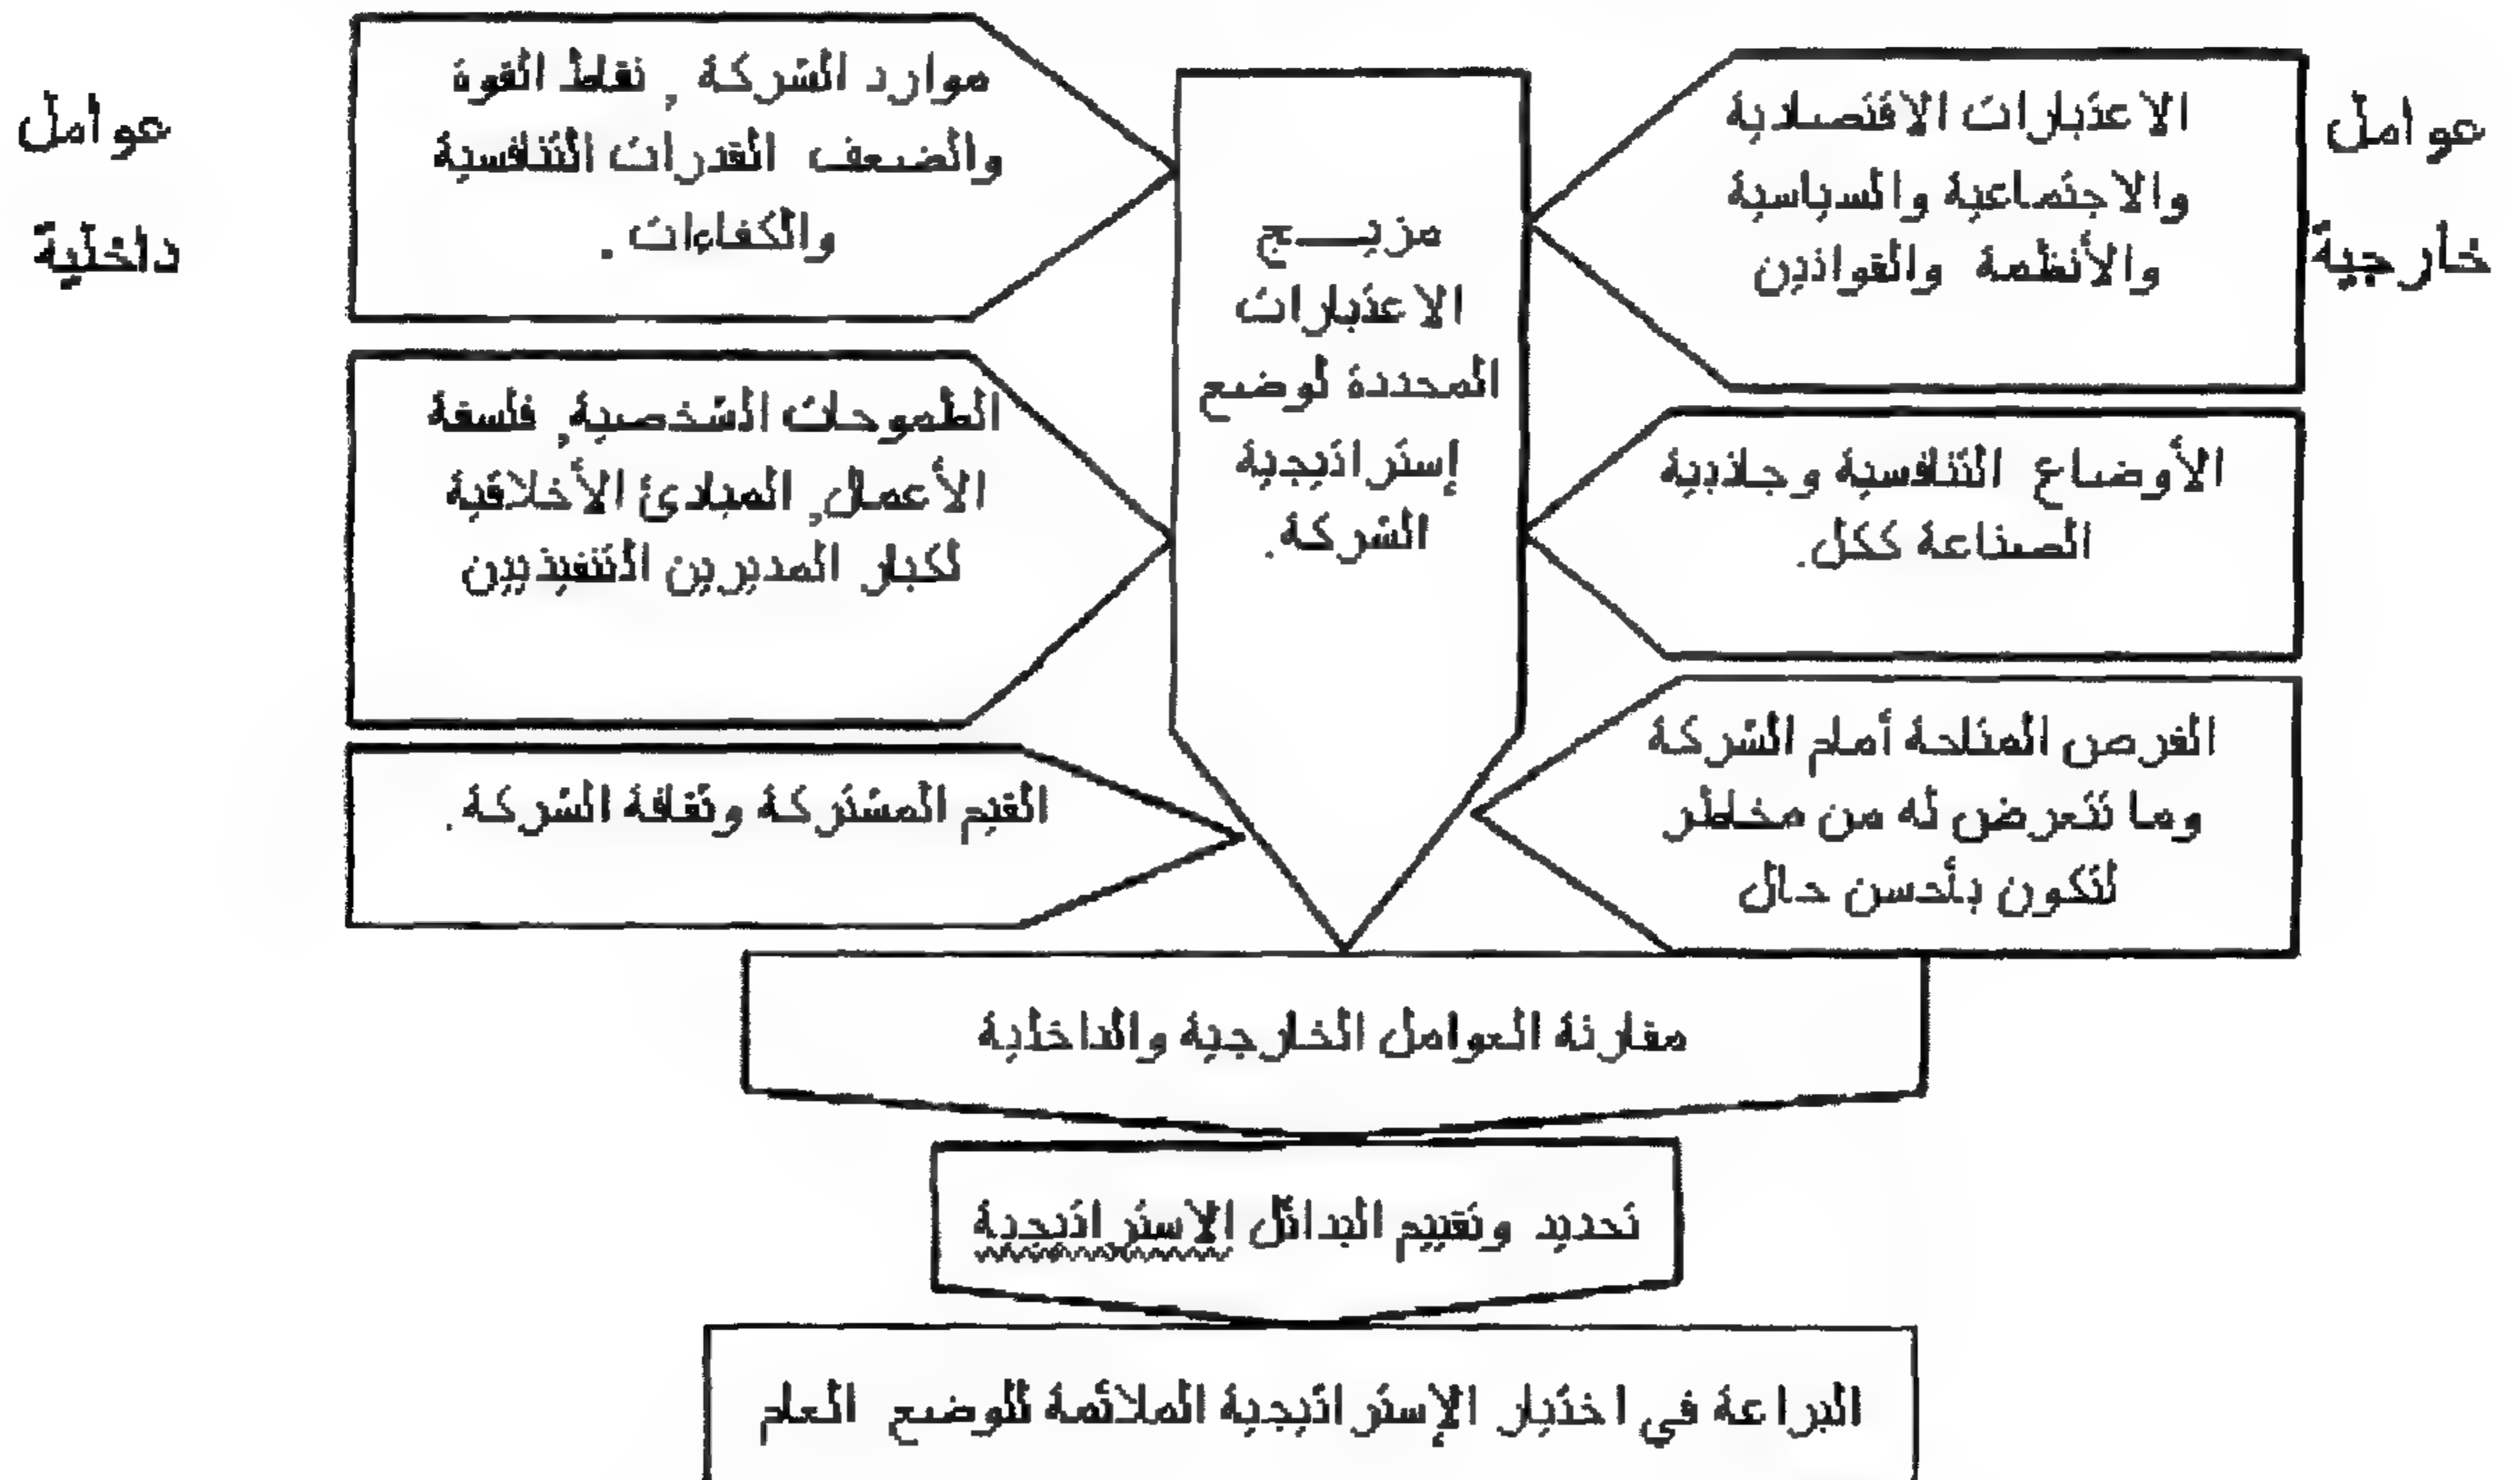 عوامل
خارجية
الاعتبارات الاقتصادية
والاجتماعية والسياسية
والأنظمة والقوانين
الأوضاع التنافسية وجاذبية
الصناعة ككل.
الفرص المتاحة أمام الشركة
وما تتعرض له من مخاطر
لتكون بأحسن حال
مزيـــج
الاعتبارات
المحددة لوضع
إستراتيجية
الشركة.
عوامل
داخلية
موارد الشركة , نقاط القوة
والضعف القدرات التنافسية
والكفاءات .
الطموحات الشخصية, فلسفة
الأعمال, المبادئ الأخلاقية
لكبار المديرين التنفيذيين
القيم المشتركة وثقافة الشركة.
مقارنة العوامل الخارجية والداخلية
تحديد وتقييم البدائل الاستراتيجية
البراعة في اختيار الإستراتيجية الملائمة للوضع العام